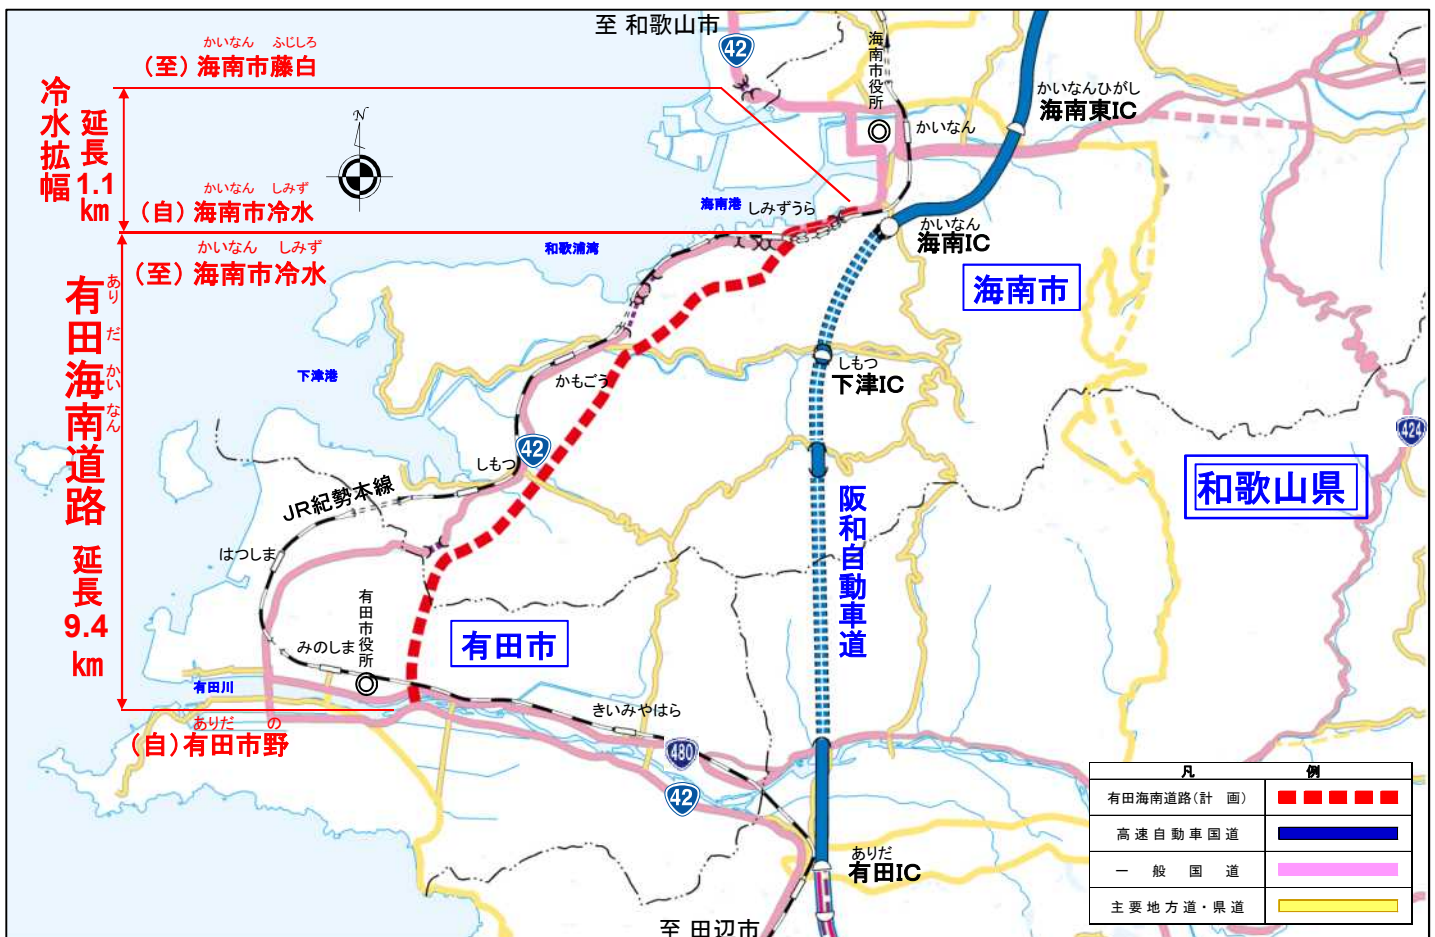 至 和歌山市
かいなん ふじしろ
(至) 海南市藤白
冷水拡幅
延長1.1km
かいなん しみず
(自) 海南市冷水
かいなん しみず
(至) 海南市冷水
ありだかいなん
有田海南道路 延長9.4km
ありだ の
(自)有田市野
N
42
海南市役所
かいなん
かいなんひがし
海南東IC
海南港
しみずうら
かいなん
海南IC
和歌浦湾
海南市
下津港
しもつ
下津IC
かもごう
42
しもつ
424
和歌山県
JR紀勢本線
阪和自動車道
はつしま
有田市役所
みのしま
有田市
有田川
きいみやはら
480
42
ありだ
有田IC
至 田辺市
凡 例
有田海南道路(計 画)
高速自動車国道
一般国道
主要地方道・県道